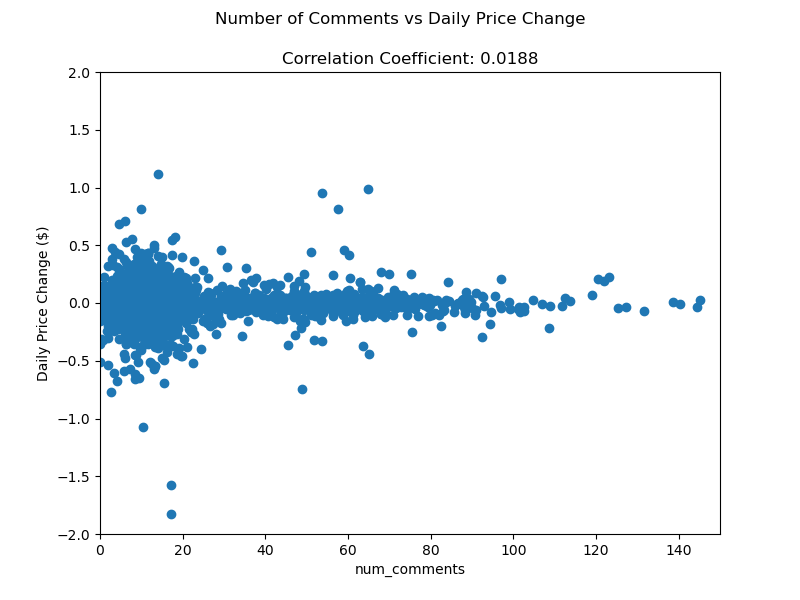 Number of Comments vs Daily Price Change
Correlation Coefficient: 0.0188
2.0
1.5
1.0
0.5
0.0
−0.5
−1.0
−1.5
−2.0
Daily Price Change ($)
0 20 40 60 80 100 120 140
num_comments